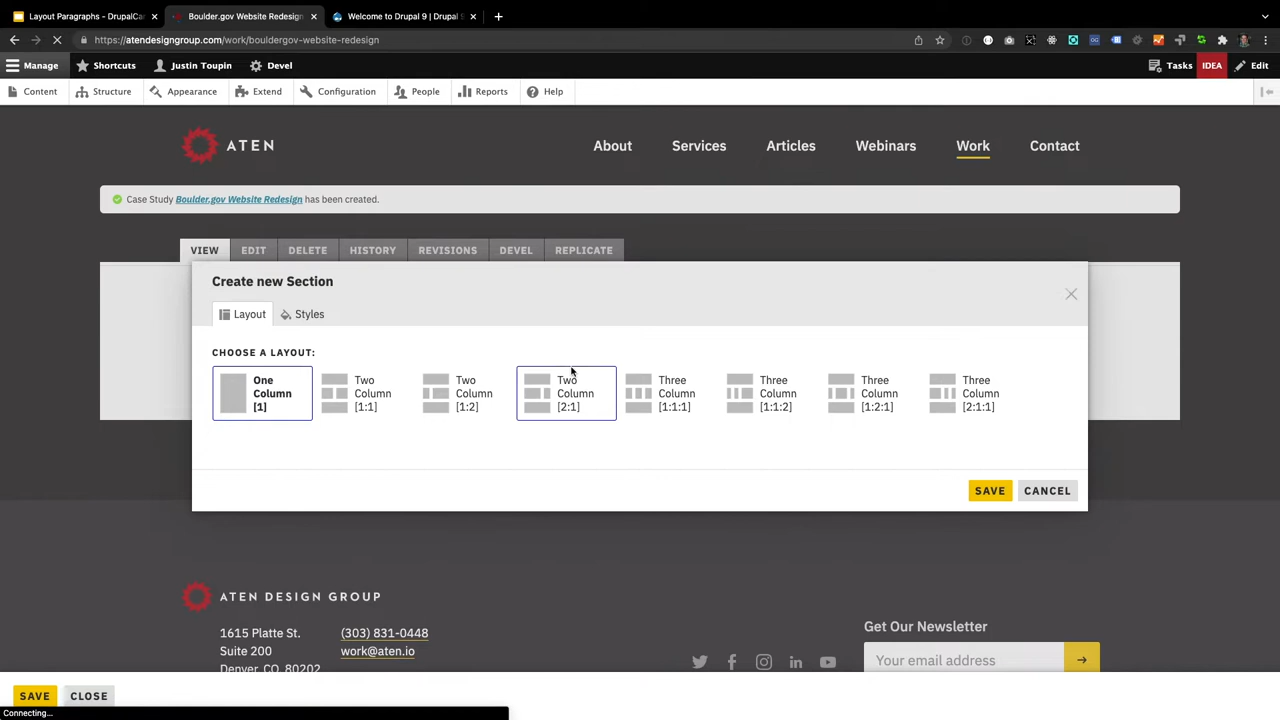 Layout Paragraphs - DrupalCa
Boulder.gov Website Redesign
Welcome to Drupal 9 | Drupal
https://atendesigngroup.com/work/bouldergov-website-redesign
Manage
Shortcuts
Justin Toupin
Devel
Tasks
IDEA
Edit
Content
Structure
Appearance
Extend
Configuration
People
Reports
Help
ATEN
About
Services
Articles
Webinars
Work
Contact
Case Study Boulder.gov Website Redesign has been created.
VIEW
EDIT
DELETE
HISTORY
REVISIONS
DEVEL
REPLICATE
Create new Section
Layout
Styles
CHOOSE A LAYOUT:
One
Column
[1]
Two
Column
[1:1]
Two
Column
[1:2]
Two
Column
[2:1]
Three
Column
[1:1:1]
Three
Column
[1:1:2]
Three
Column
[1:2:1]
Three
Column
[2:1:1]
SAVE
CANCEL
ATEN DESIGN GROUP
1615 Platte St.
Suite 200
Denver, CO, 80202
(303) 831-0448
work@aten.io
Get Our Newsletter
Your email address
SAVE
CLOSE
Connecting...